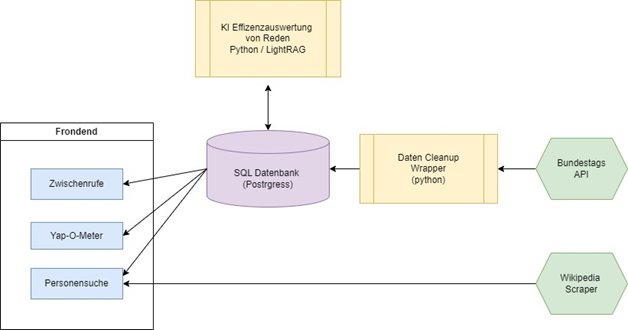 KI Effizenzauswertung
von Reden
Python / LightRAG
Frondend
Zwischenrufe
Yap-O-Meter
Personensuche
SQL Datenbank
(Postrgress)
Daten Cleanup
Wrapper
(python)
Bundestags
API
Wikipedia
Scraper